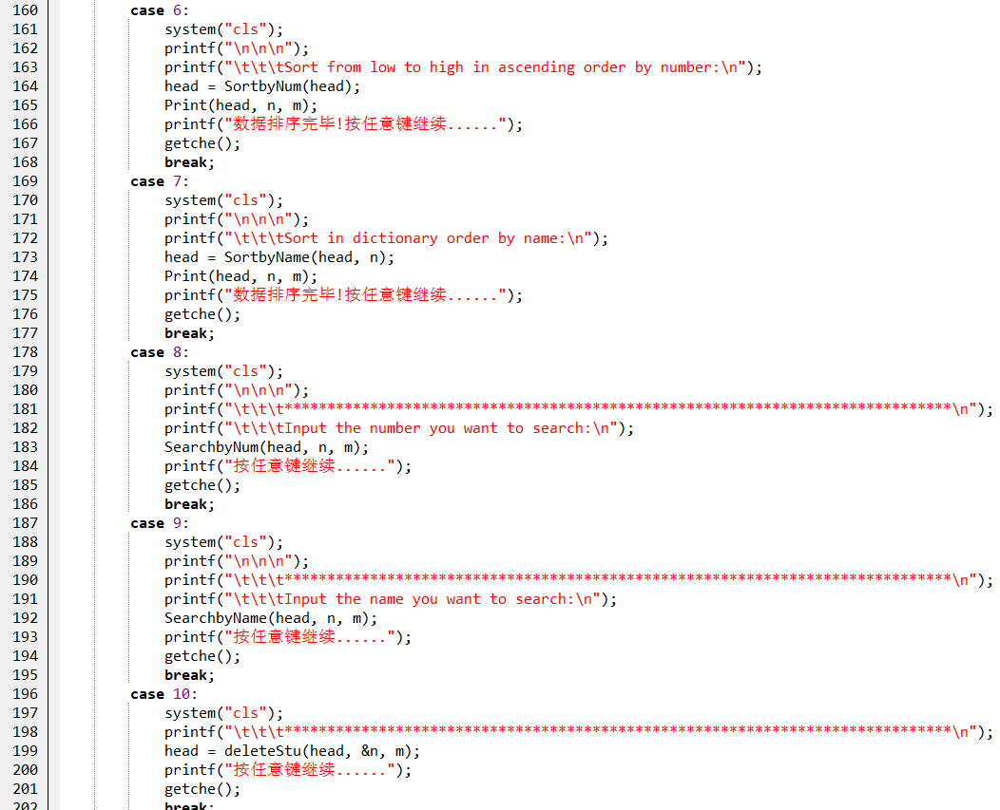 160 case 6:
161 system("cls");
162 printf("\n\n\n");
163 printf("\t\t\tSort from low to high in ascending order by number:\n");
164 head = SortbyNum(head);
165 Print(head, n, m);
166 printf("数据排序完毕!按任意键继续......");
167 getche();
168 break;
169 case 7:
170 system("cls");
171 printf("\n\n\n");
172 printf("\t\t\tSort in dictionary order by name:\n");
173 head = SortbyName(head, n);
174 Print(head, n, m);
175 printf("数据排序完毕!按任意键继续......");
176 getche();
177 break;
178 case 8:
179 system("cls");
180 printf("\n\n\n");
181 printf("\t\t\t******************************************************************************\n");
182 printf("\t\t\tInput the number you want to search:\n");
183 SearchbyNum(head, n, m);
184 printf("按任意键继续......");
185 getche();
186 break;
187 case 9:
188 system("cls");
189 printf("\n\n\n");
190 printf("\t\t\t******************************************************************************\n");
191 printf("\t\t\tInput the name you want to search:\n");
192 SearchbyName(head, n, m);
193 printf("按任意键继续......");
194 getche();
195 break;
196 case 10:
197 system("cls");
198 printf("\t\t\t******************************************************************************\n");
199 head = deleteStu(head, &n, m);
200 printf("按任意键继续......");
201 getche();
202 break;